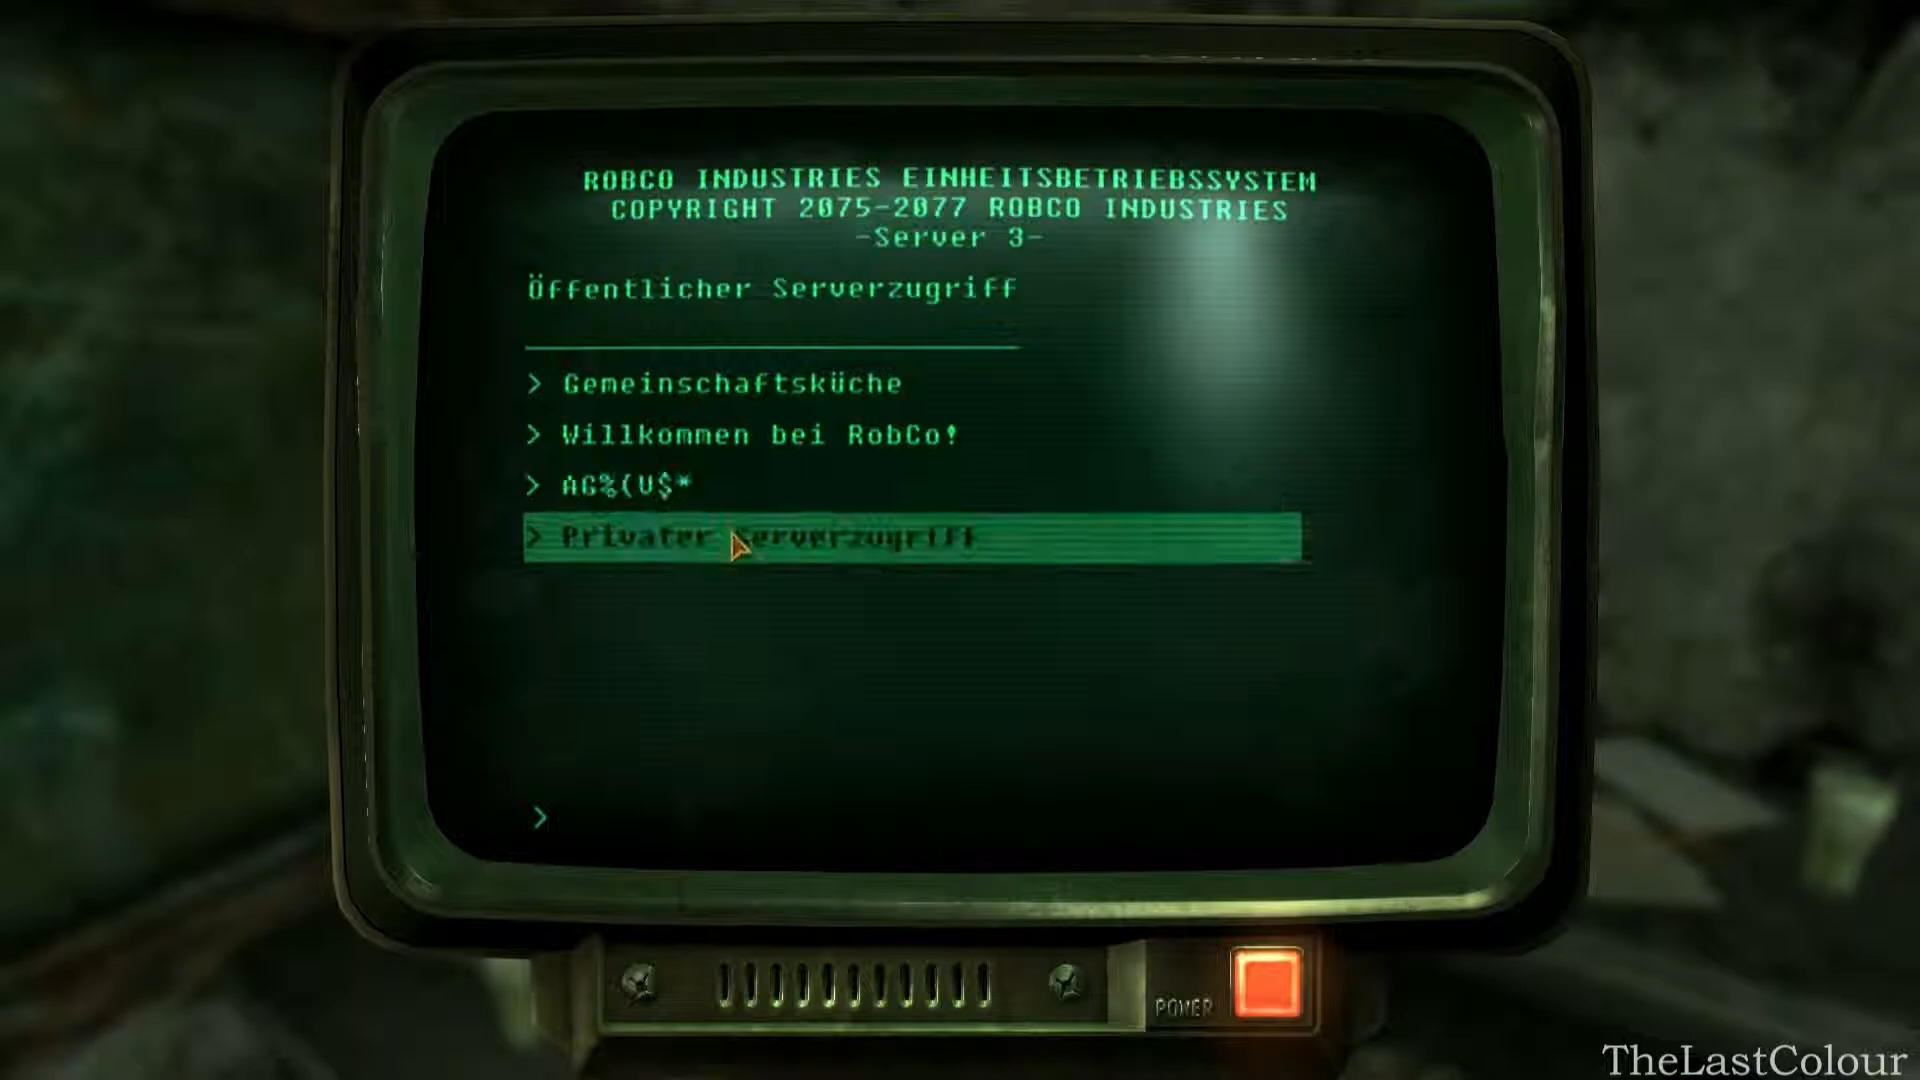 ROBCO INDUSTRIES EINHEITSBETRIEBSSYSTEM
COPYRIGHT 2075-2077 ROBCO INDUSTRIES
-Server 3-
Öffentlicher Serverzugriff
> Gemeinschaftsküche
> Willkommen bei RobCo!
> AG%(V$*
> Privater Serverzugriff
>
POWER
TheLastColour